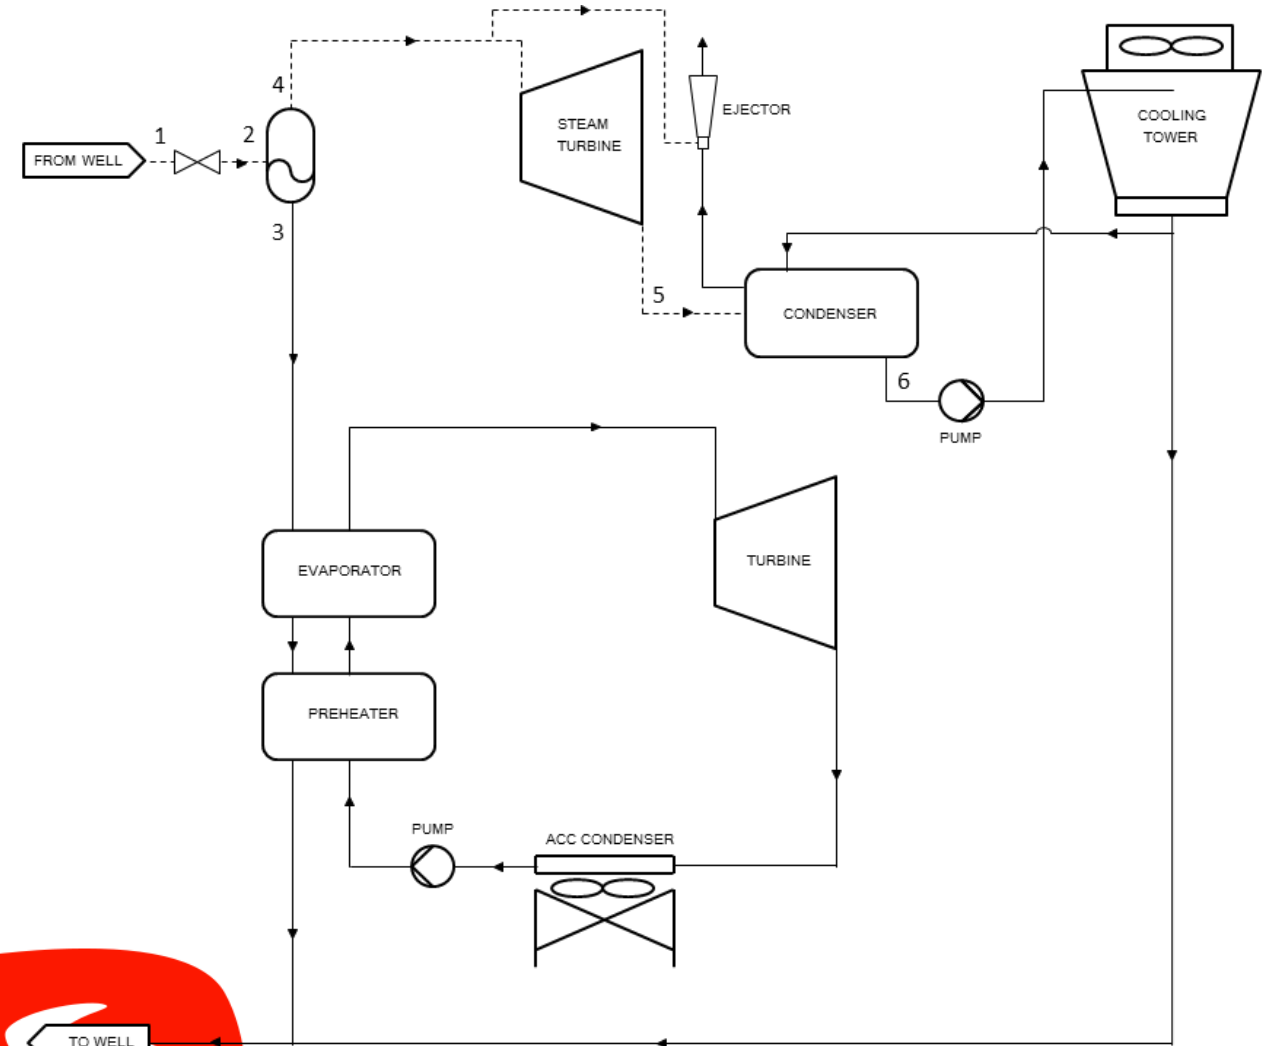 4
STEAM
TURBINE
EJECTOR
COOLING
TOWER
1
2
FROM WELL
3
5
CONDENSER
6
PUMP
EVAPORATOR
TURBINE
PREHEATER
PUMP
ACC CONDENSER
TO WELL